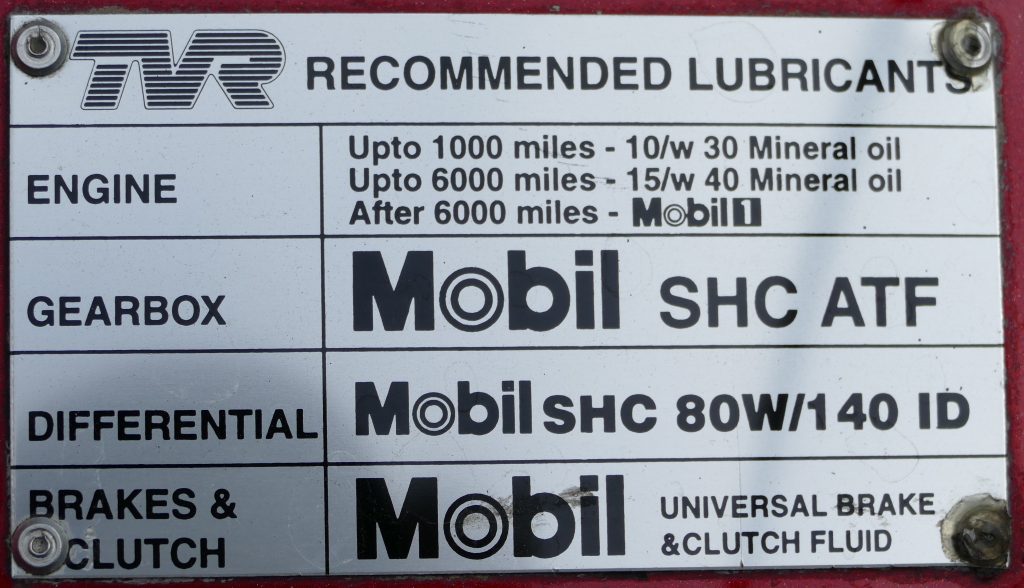 TVR RECOMMENDED LUBRICANTS
ENGINE
Upto 1000 miles - 10/w 30 Mineral oil
Upto 6000 miles - 15/w 40 Mineral oil
After 6000 miles - Mobil 1
GEARBOX
Mobil SHC ATF
DIFFERENTIAL
Mobil SHC 80W/140 ID
BRAKES &
CLUTCH
Mobil
UNIVERSAL BRAKE
&CLUTCH FLUID